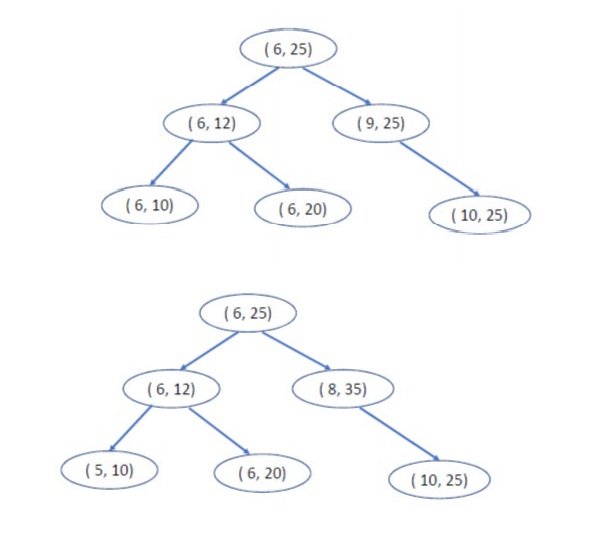 ( 6, 25)
( 6, 12)
( 9, 25)
( 6, 10)
( 6, 20)
( 10, 25)
( 6, 25)
( 6, 12)
( 8, 35)
( 5, 10)
( 6, 20)
( 10, 25)